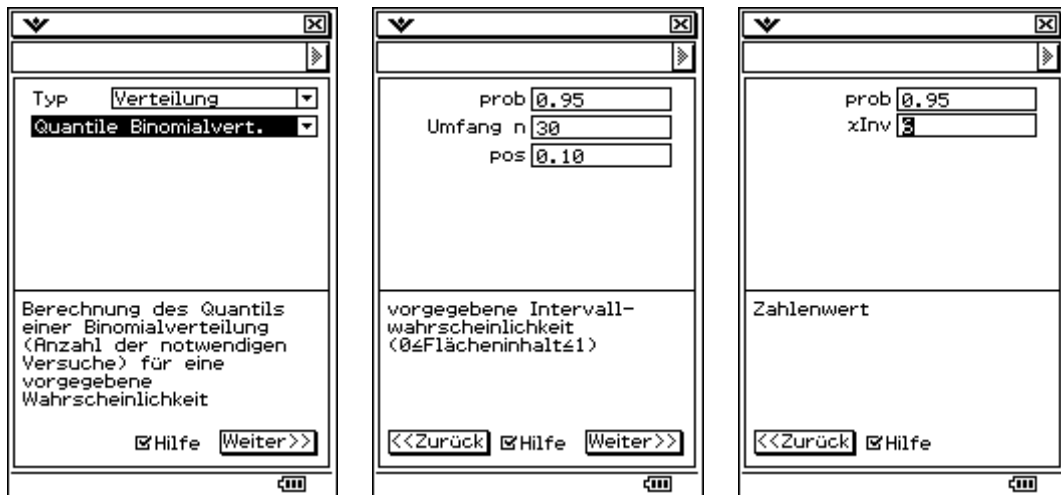 Typ Verteilung
Quantile Binomialvert.
Berechnung des Quantils
einer Binomialverteilung
(Anzahl der notwendigen
Versuche) für eine
vorgegebene
Wahrscheinlichkeit
Hilfe Weiter>>
prob 0.95
Umfang n 30
pos 0.10
vorgegebene Intervall-
wahrscheinlichkeit
(0≤Flächeninhalt≤1)
<<Zurück Hilfe Weiter>>
prob 0.95
xInv 6
Zahlenwert
<<Zurück Hilfe